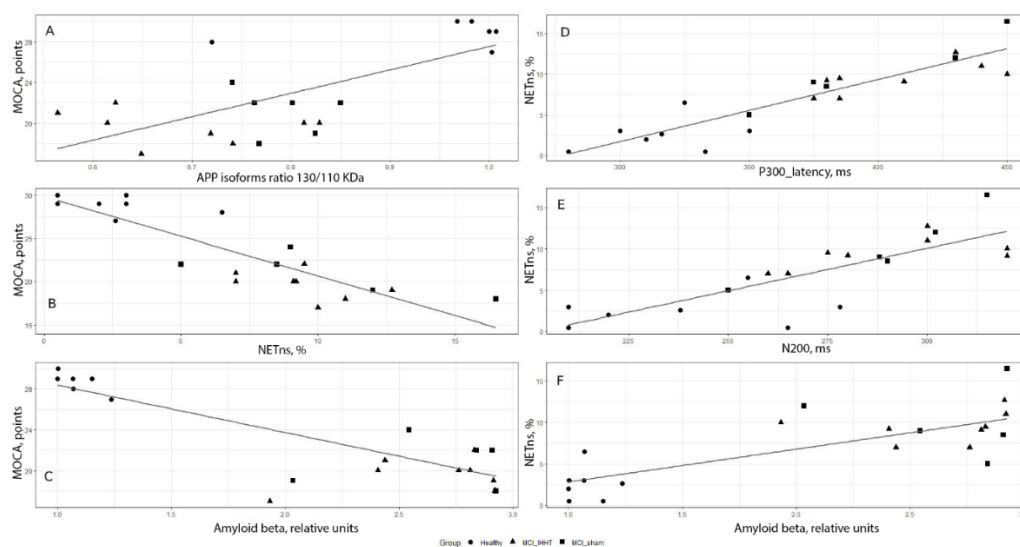 A
MOCA, points
28
24
20
0.6
0.7
0.8
0.9
1.0
APP isoforms ratio 130/110 KDa
B
MOCA, points
30
25
20
15
0
5
10
15
NETns, %
C
MOCA, points
28
24
20
1.0
1.5
2.0
2.5
3.0
Amyloid beta, relative units
D
NETns, %
15
10
5
0
300
350
400
450
P300_latency, ms
E
NETns, %
15
10
5
0
225
250
275
300
N200, ms
F
NETns, %
15
10
5
0
1.0
1.5
2.0
2.5
3.0
Amyloid beta, relative units
Group Healthy MCI_IHHT MCI_sham